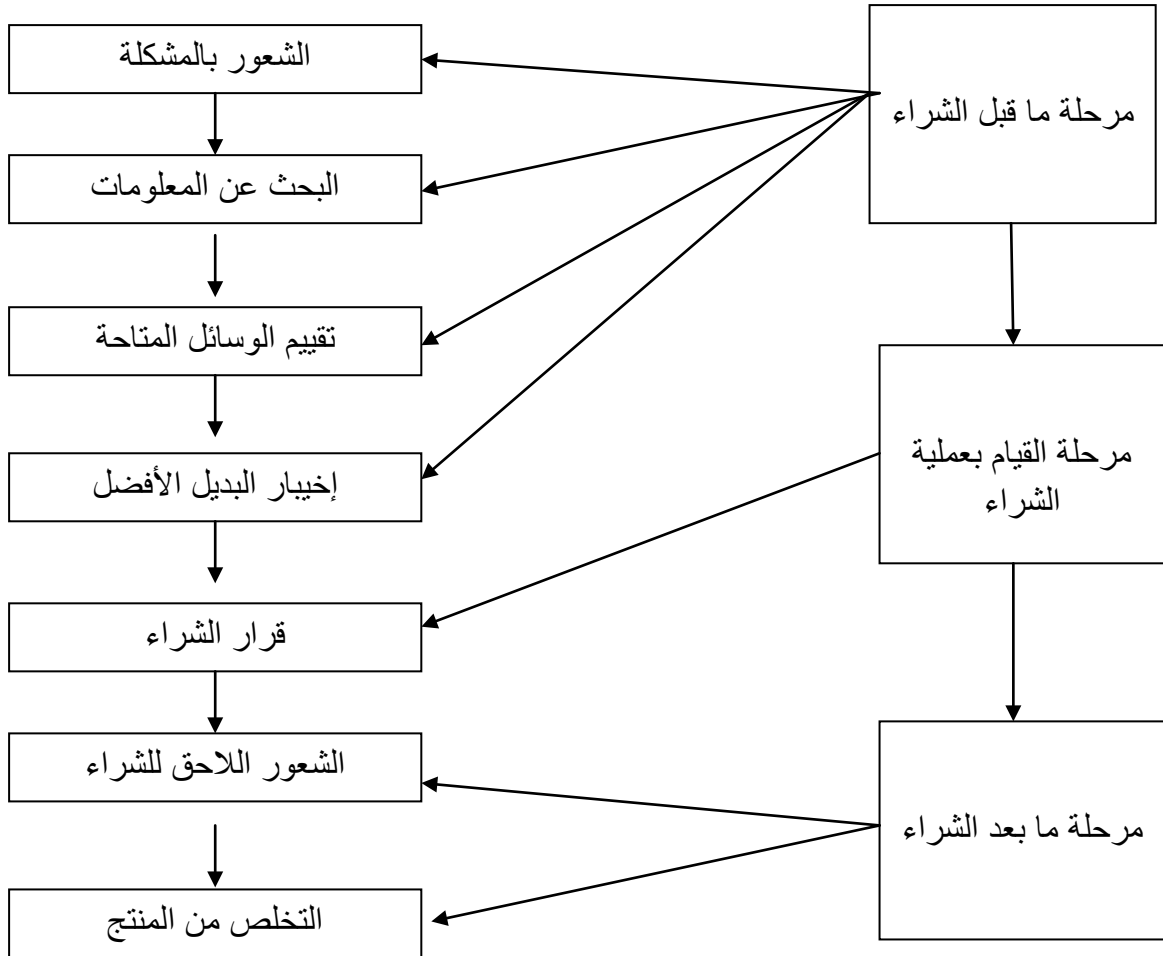 مرحلة ما قبل الشراء
الشعور بالمشكلة
البحث عن المعلومات
تقييم الوسائل المتاحة
إخيبار البديل الأفضل
مرحلة القيام بعملية
الشراء
قرار الشراء
مرحلة ما بعد الشراء
الشعور اللاحق للشراء
التخلص من المنتج